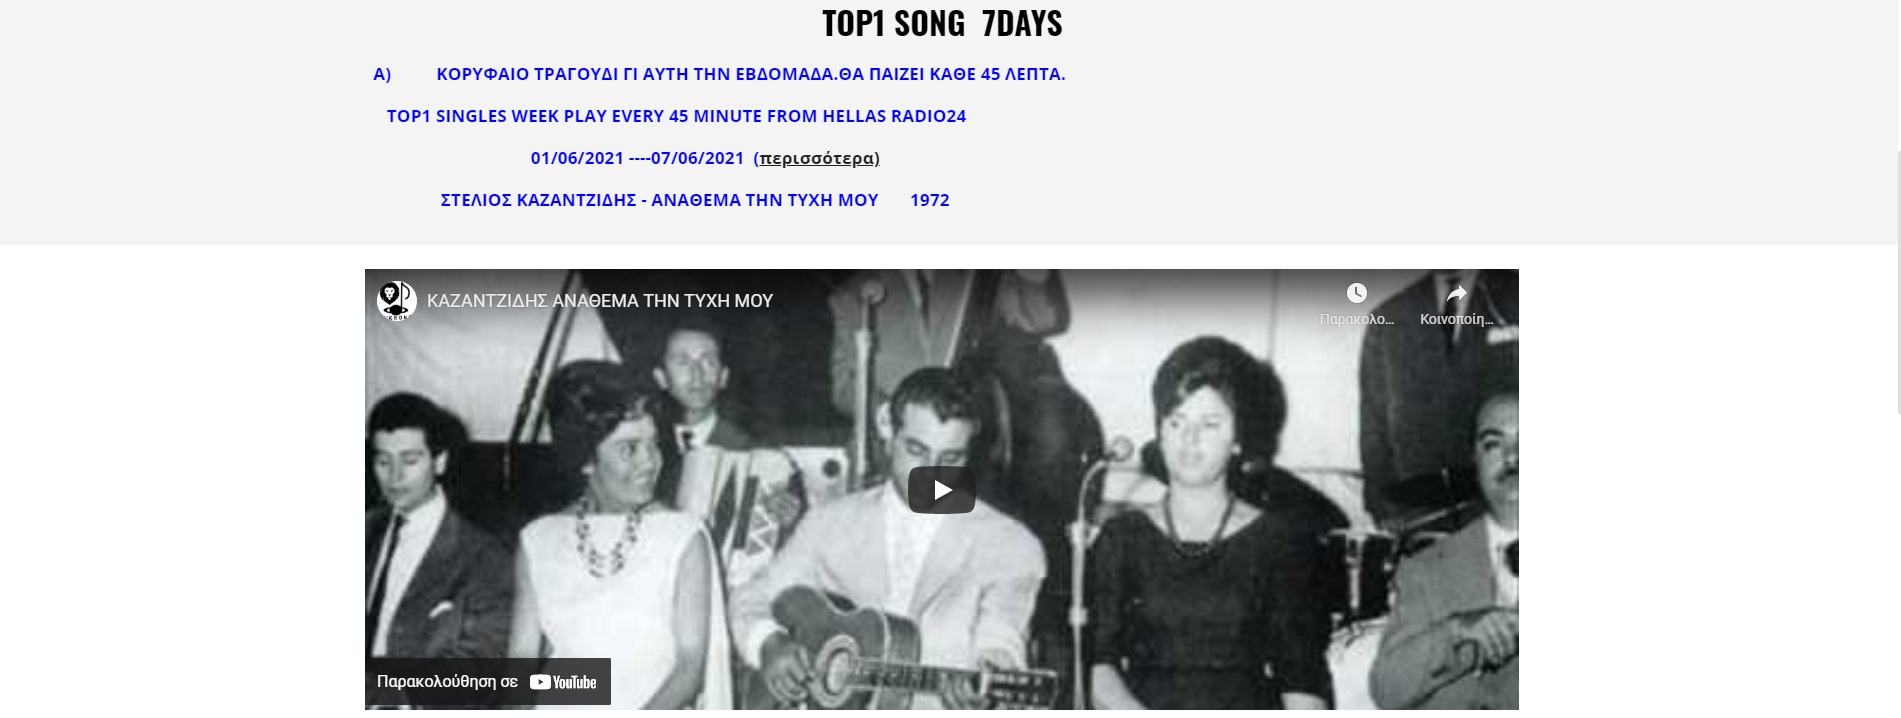 TOP1 SONG 7DAYS
Α) ΚΟΡΥΦΑΙΟ ΤΡΑΓΟΥΔΙ ΓΙ ΑΥΤΗ ΤΗΝ ΕΒΔΟΜΑΔΑ.ΘΑ ΠΑΙΖΕΙ ΚΑΘΕ 45 ΛΕΠΤΑ.
TOP1 SINGLES WEEK PLAY EVERY 45 MINUTE FROM HELLAS RADIO24
01/06/2021 ----07/06/2021 (περισσότερα)
ΣΤΕΛΙΟΣ ΚΑΖΑΝΤΖΙΔΗΣ - ΑΝΑΘΕΜΑ ΤΗΝ ΤΥΧΗ ΜΟΥ 1972
ΚΑΖΑΝΤΖΙΔΗΣ ΑΝΑΘΕΜΑ ΤΗΝ ΤΥΧΗ ΜΟΥ
Παρακολο... Κοινοποίη...
Παρακολούθηση σε YouTube